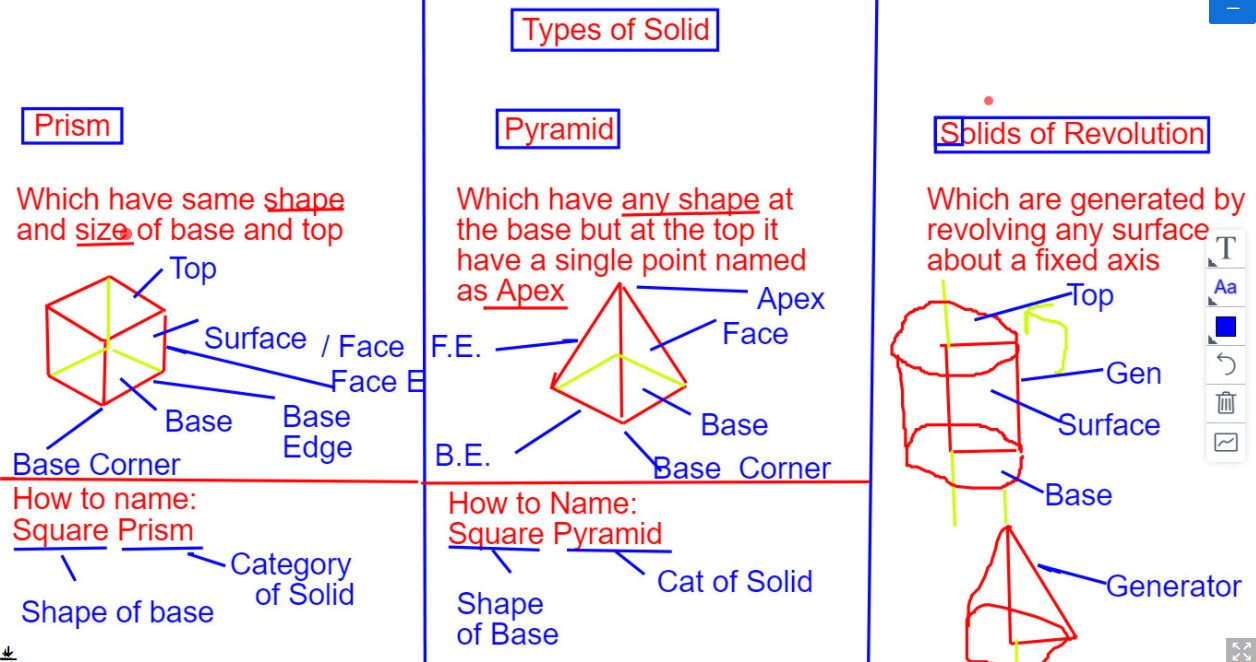 Types of Solid
Prism
Which have same shape
and size of base and top
Top
Surface / Face
Face E
Base
Base
Edge
Base Corner
How to name:
Square Prism
Category
of Solid
Shape of base
Pyramid
Which have any shape at
the base but at the top it
have a single point named
as Apex
Apex
Face
F.E.
Base
B.E.
Base Corner
How to Name:
Square Pyramid
Cat of Solid
Shape
of Base
Solids of Revolution
Which are generated by
revolving any surface
about a fixed axis
Top
Gen
Surface
Base
Generator
T
Aa